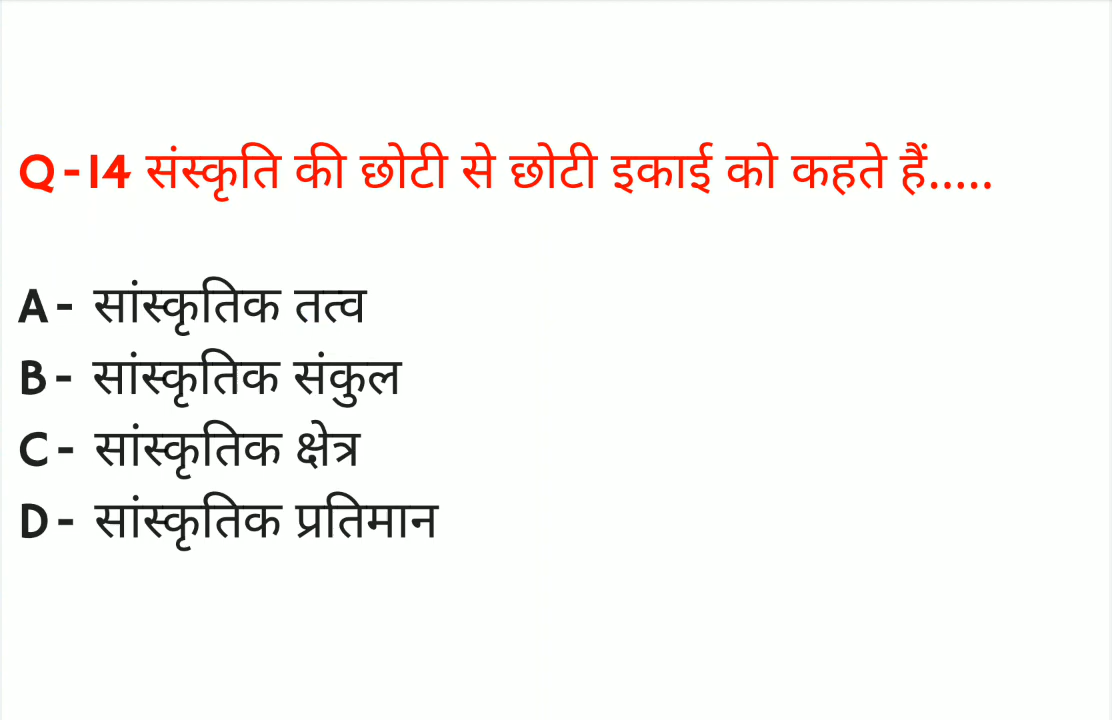 Q-14 संस्कृति की छोटी से छोटी इकाई को कहते हैं.....
A- सांस्कृतिक तत्व
B- सांस्कृतिक संकुल
C- सांस्कृतिक क्षेत्र
D- सांस्कृतिक प्रतिमान